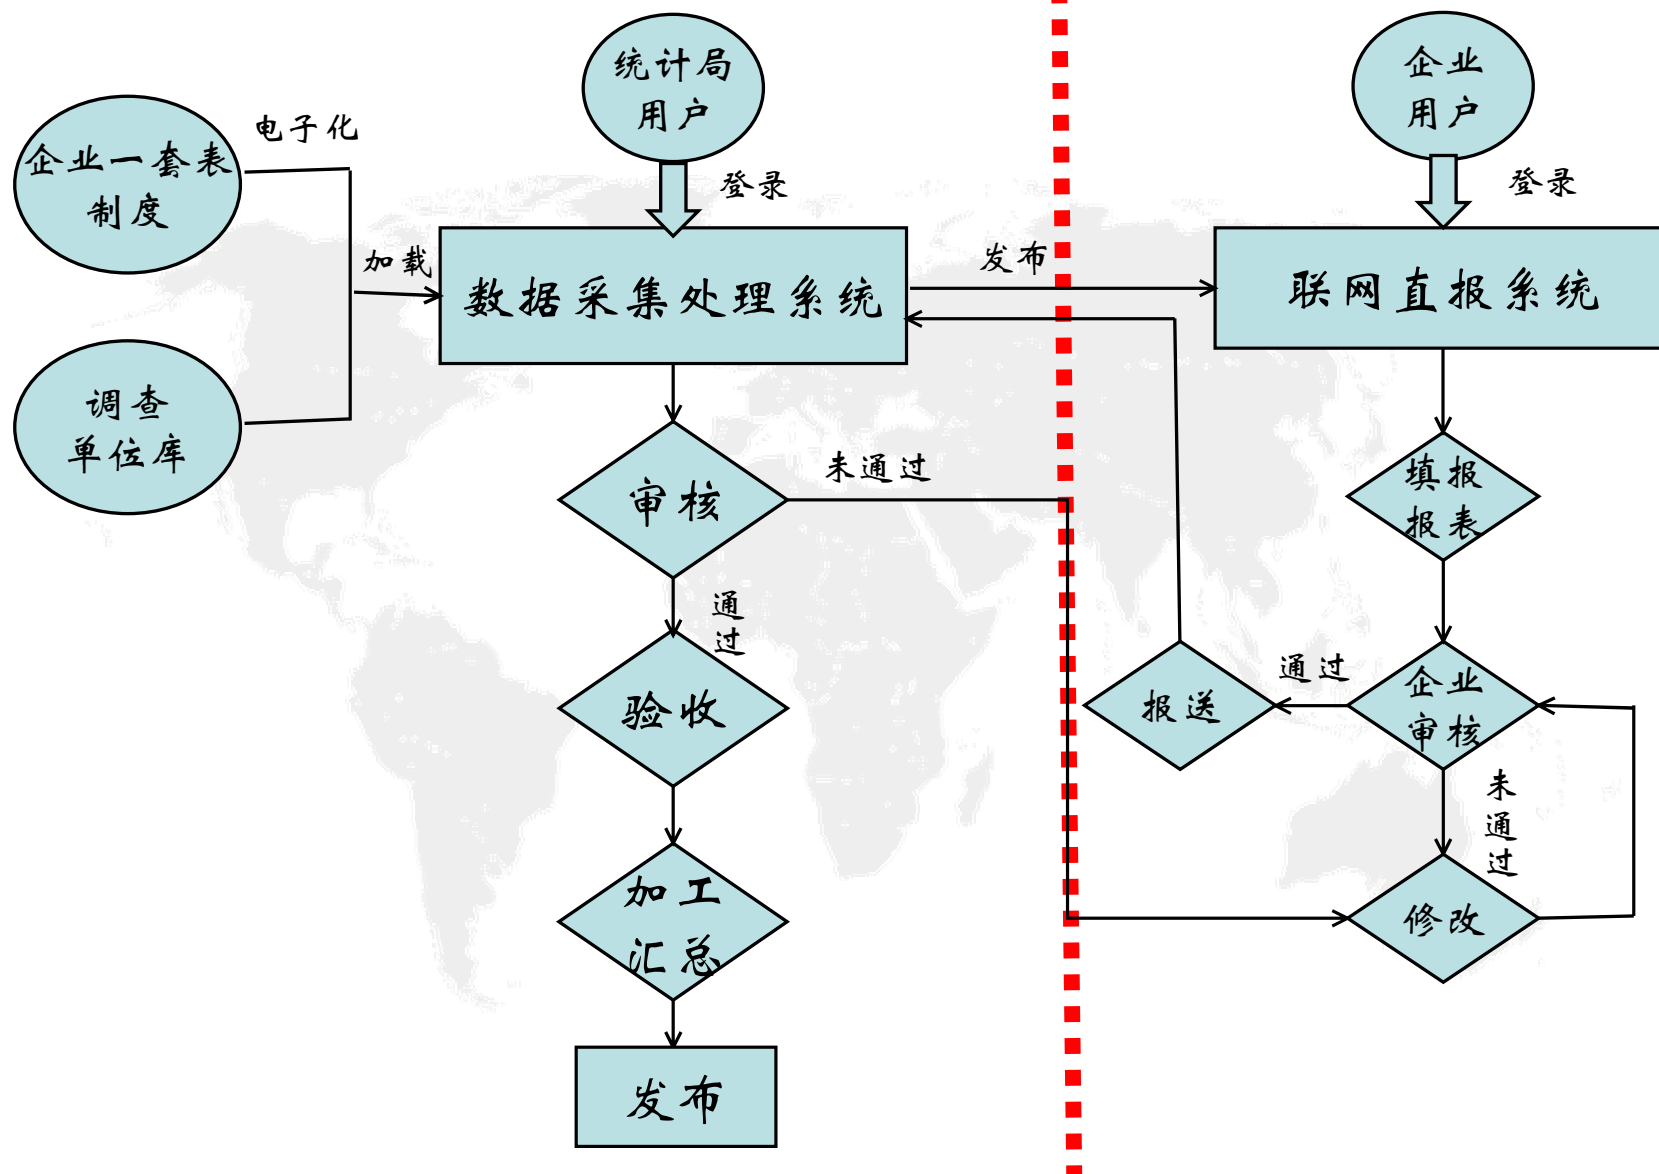 统计局
用户
企业
用户
电子化
企业一套表
制度
登录
登录
加载
发布
数据采集处理系统
联网直报系统
调查
单位库
未通过
审核
填报
报表
通
过
验收
报送
通过
企业
审核
未
通
过
加工
汇总
修改
发布